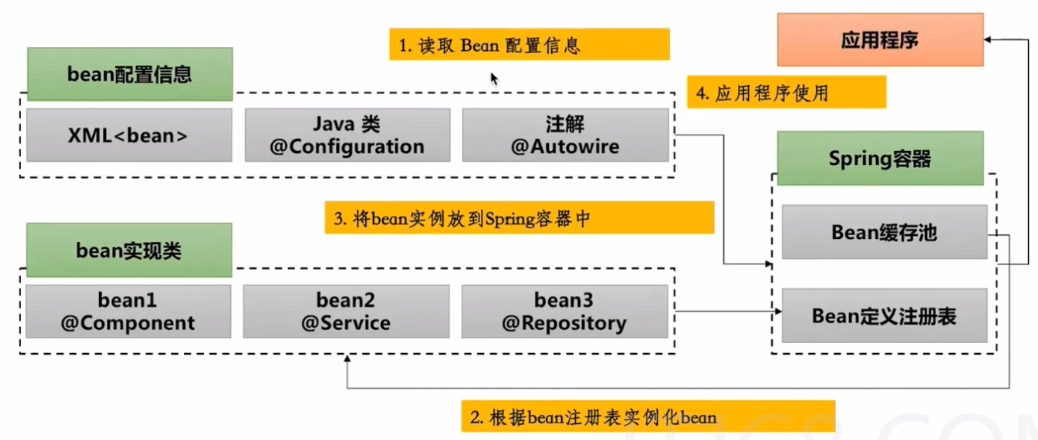 1. 读取 Bean 配置信息
应用程序
bean配置信息
4. 应用程序使用
XML<bean>
Java 类
@Configuration
注解
@Autowire
Spring容器
3. 将bean实例放到Spring容器中
Bean缓存池
bean实现类
bean1
@Component
bean2
@Service
bean3
@Repository
Bean定义注册表
2. 根据bean注册表实例化bean